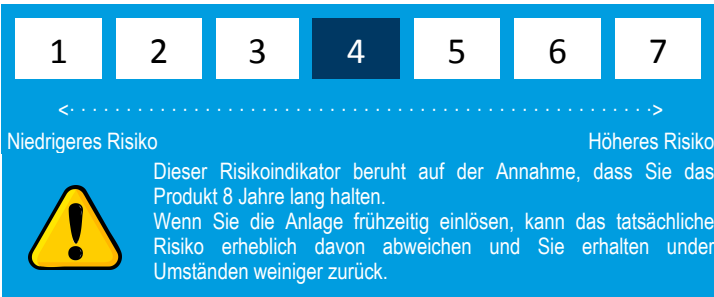 1 2 3 4 5 6 7
<· · · · · · · · · · · · · · · · · · · · · · · · · · · · · · · · · · · · · · · · · · · · · · · · · · · · · · · · · ·>
Niedrigeres Risiko Höheres Risiko
Dieser Risikoindikator beruht auf der Annahme, dass Sie das
Produkt 8 Jahre lang halten.
Wenn Sie die Anlage frühzeitig einlösen, kann das tatsächliche
Risiko erheblich davon abweichen und Sie erhalten under
Umständen weiniger zurück.
!